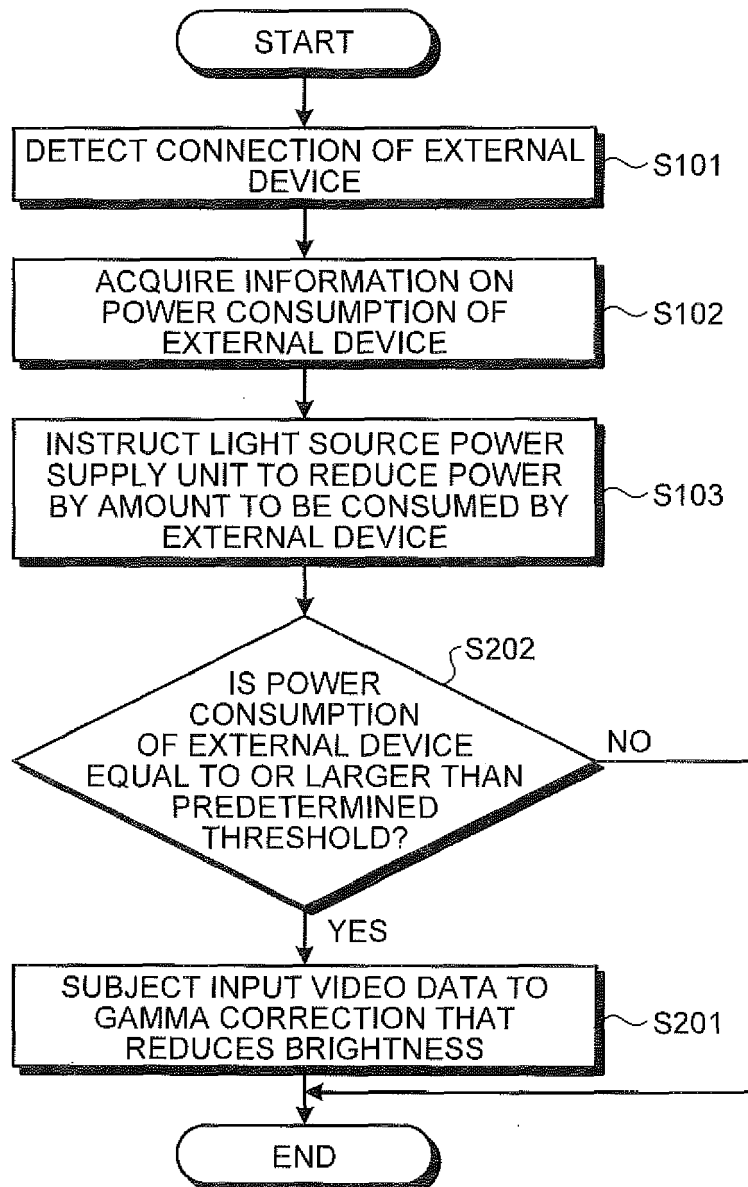 START
DETECT CONNECTION OF EXTERNAL
DEVICE
S101
ACQUIRE INFORMATION ON
POWER CONSUMPTION OF
EXTERNAL DEVICE
S102
INSTRUCT LIGHT SOURCE POWER
SUPPLY UNIT TO REDUCE POWER
BY AMOUNT TO BE CONSUMED BY
EXTERNAL DEVICE
S103
S202
IS POWER
CONSUMPTION
OF EXTERNAL DEVICE
EQUAL TO OR LARGER THAN
PREDETERMINED
THRESHOLD?
NO
YES
SUBJECT INPUT VIDEO DATA TO
GAMMA CORRECTION THAT
REDUCES BRIGHTNESS
S201
END